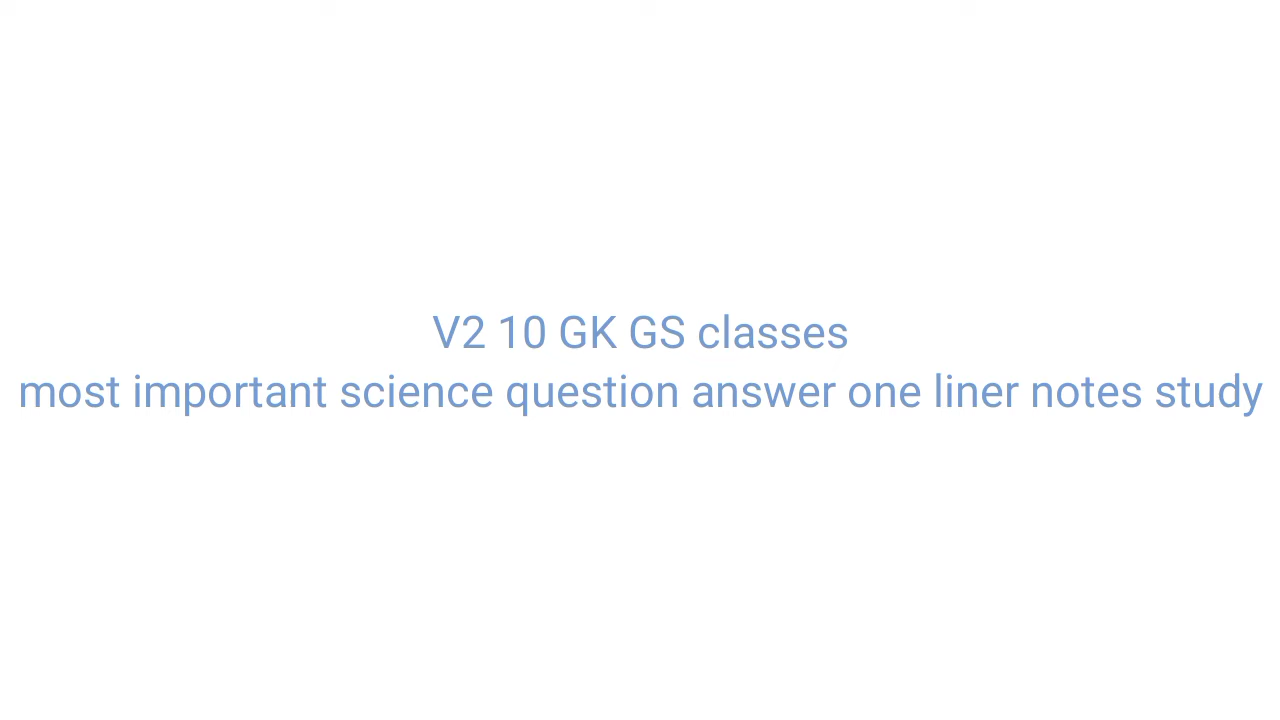 V2 10 GK GS classes
most important science question answer one liner notes study